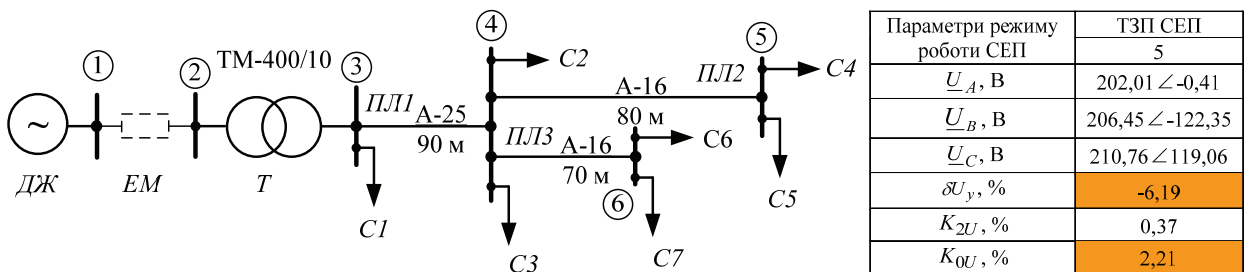 ①
②
ТМ-400/10
③
④
⑤
ДЖ
ЕМ
Т
ПЛ1
А-25
90 м
С1
С2
С3
ПЛ3
А-16
70 м
⑥
ПЛ2
А-16
80 м
С4
С5
С6
С7
Параметри режиму роботи СЕП
ТЗП СЕП
5
U_A, В
202,01∠-0,41
U_B, В
206,45∠-122,35
U_C, В
210,76∠119,06
δU_y, %
-6,19
K_2U, %
0,37
K_0U, %
2,21